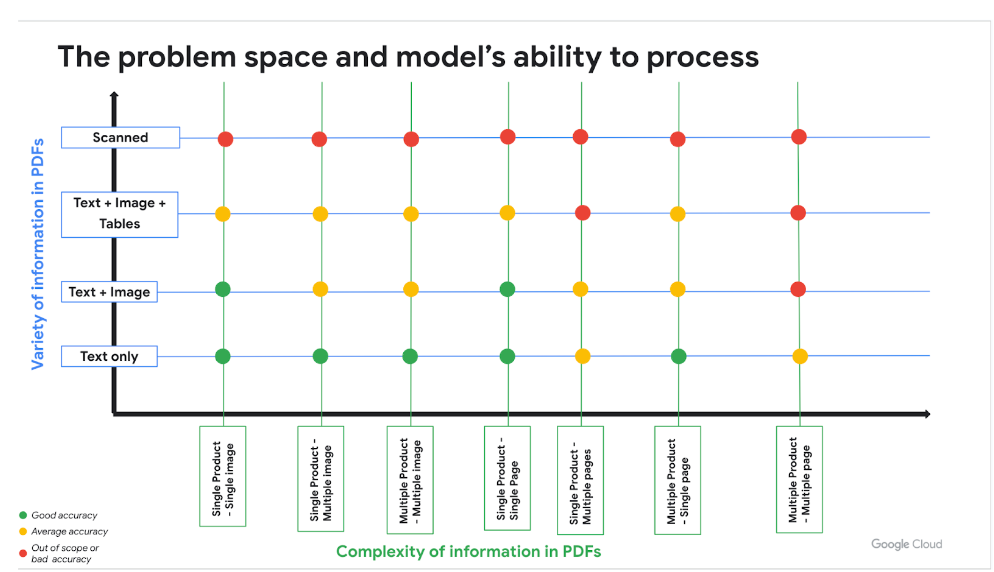 The problem space and model's ability to process
Variety of information in PDFs
Scanned
Text + Image +
Tables
Text + Image
Text only
Single Product
- Single image
Single Product -
Multiple image
Multiple Product
- Multiple image
Single Product -
Single Page
Single Product -
Multiple pages
Multiple Product
- Single page
Multiple Product
- Multiple page
Good accuracy
Average accuracy
Out of scope or
bad accuracy
Complexity of information in PDFs
Google Cloud